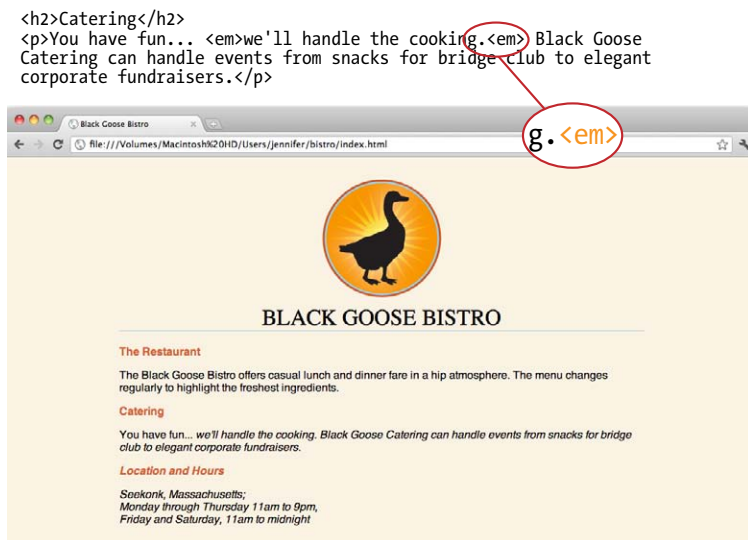 <h2>Catering</h2>
<p>You have fun... <em>we'll handle the cooking.<em> Black Goose
Catering can handle events from snacks for bridge club to elegant
corporate fundraisers.</p>
g.<em>
Black Goose Bistro
file:///Volumes/Macintosh%20HD/Users/jennifer/bistro/index.html
BLACK GOOSE BISTRO
The Restaurant
The Black Goose Bistro offers casual lunch and dinner fare in a hip atmosphere. The menu changes
regularly to highlight the freshest ingredients.
Catering
You have fun... we'll handle the cooking. Black Goose Catering can handle events from snacks for bridge
club to elegant corporate fundraisers.
Location and Hours
Seekonk, Massachusetts;
Monday through Thursday 11am to 9pm,
Friday and Saturday, 11am to midnight